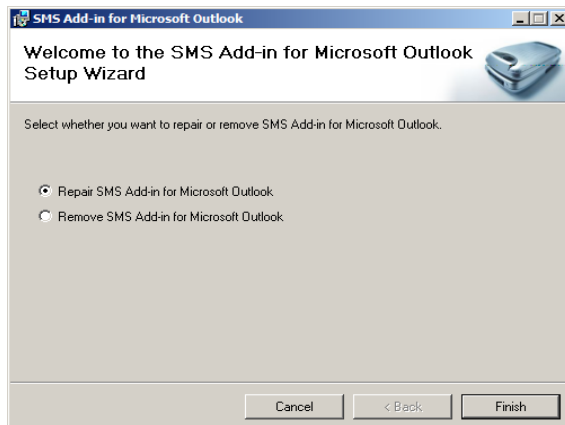 SMS Add-in for Microsoft Outlook
Welcome to the SMS Add-in for Microsoft Outlook
Setup Wizard
Select whether you want to repair or remove SMS Add-in for Microsoft Outlook.
Repair SMS Add-in for Microsoft Outlook
Remove SMS Add-in for Microsoft Outlook
Cancel
< Back
Finish